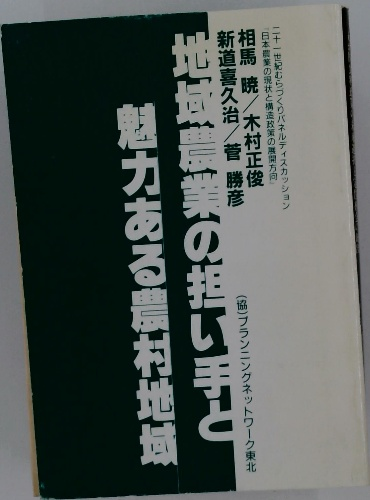 二十一世紀むらづくりパネルディスカッション
「日本農業の現状と構造政策の展開方向」
相馬 暁／木村正俊
新道喜久治／菅 勝彦
地域農業の担い手と
魅力ある農村地域
(協)プランニングネットワーク東北